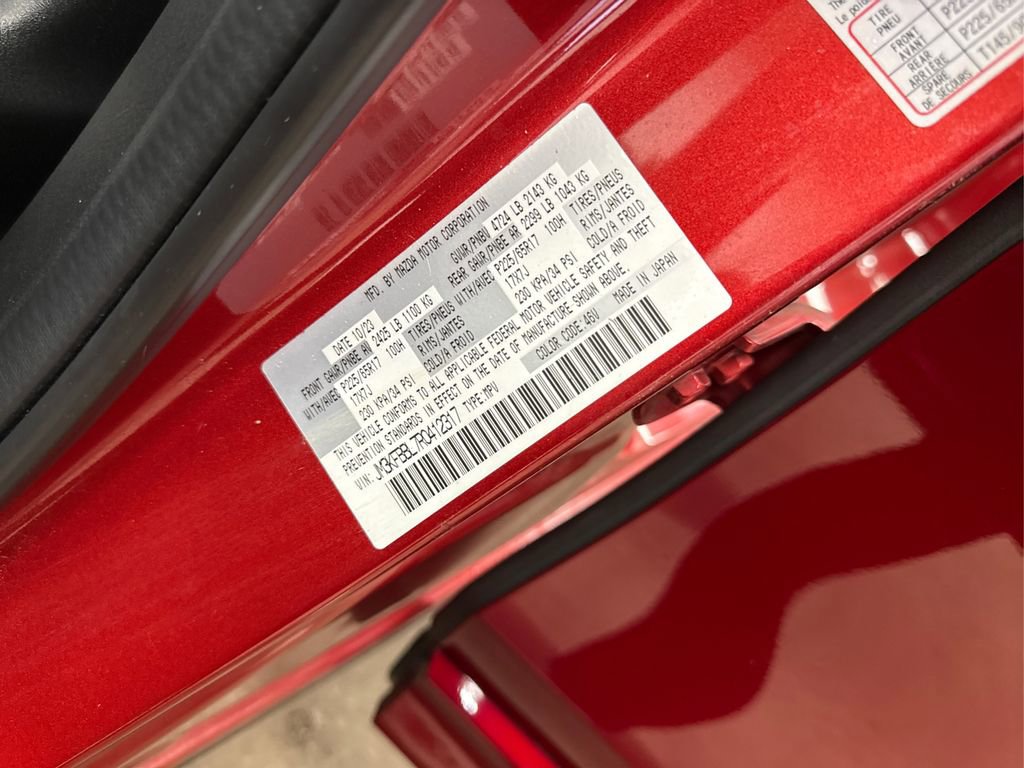 MFD. BY MAZDA MOTOR CORPORATION
DATE 10/23 GVWR/PNBV 4724 LB 2143 KG
FRONT GAWR/PNBE AV 2425 LB 1100 KG REAR GAWR/PNBE AR 2299 LB 1043 KG
WITH/AVEC P225/65R17 100H TIRES/PNEUS WITH/AVEC P225/65R17 100H TIRES/PNEUS
17X7J RIMS/JANTES 17X7J RIMS/JANTES
230 KPA/34 PSI COLD/A FROID 230 KPA/34 PSI COLD/A FROID
THIS VEHICLE CONFORMS TO ALL APPLICABLE FEDERAL MOTOR VEHICLE SAFETY AND THEFT
PREVENTION STANDARDS IN EFFECT ON THE DATE OF MANUFACTURE SHOWN ABOVE.
VIN: TYPE:MPV COLOR CODE:46V MADE IN JAPAN
TIRE
PNEU
FRONT
AVANT
REAR
ARRIÈRE P225/65
SPARE
DE SECOURS T145/90